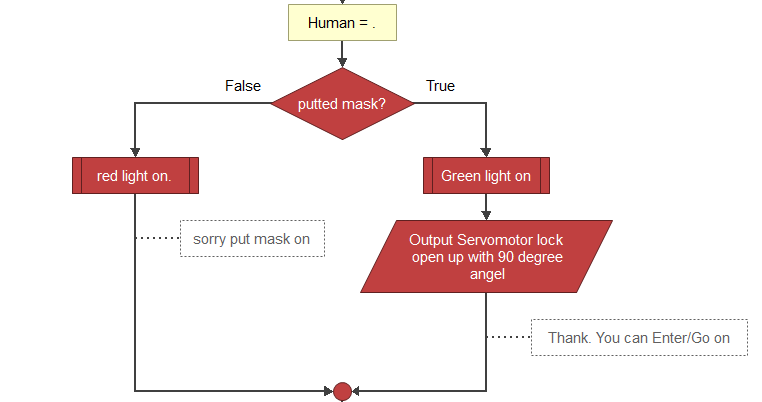 Human = .
False
True
putted mask?
red light on.
Green light on
sorry put mask on
Output Servomotor lock
open up with 90 degree
angel
Thank. You can Enter/Go on